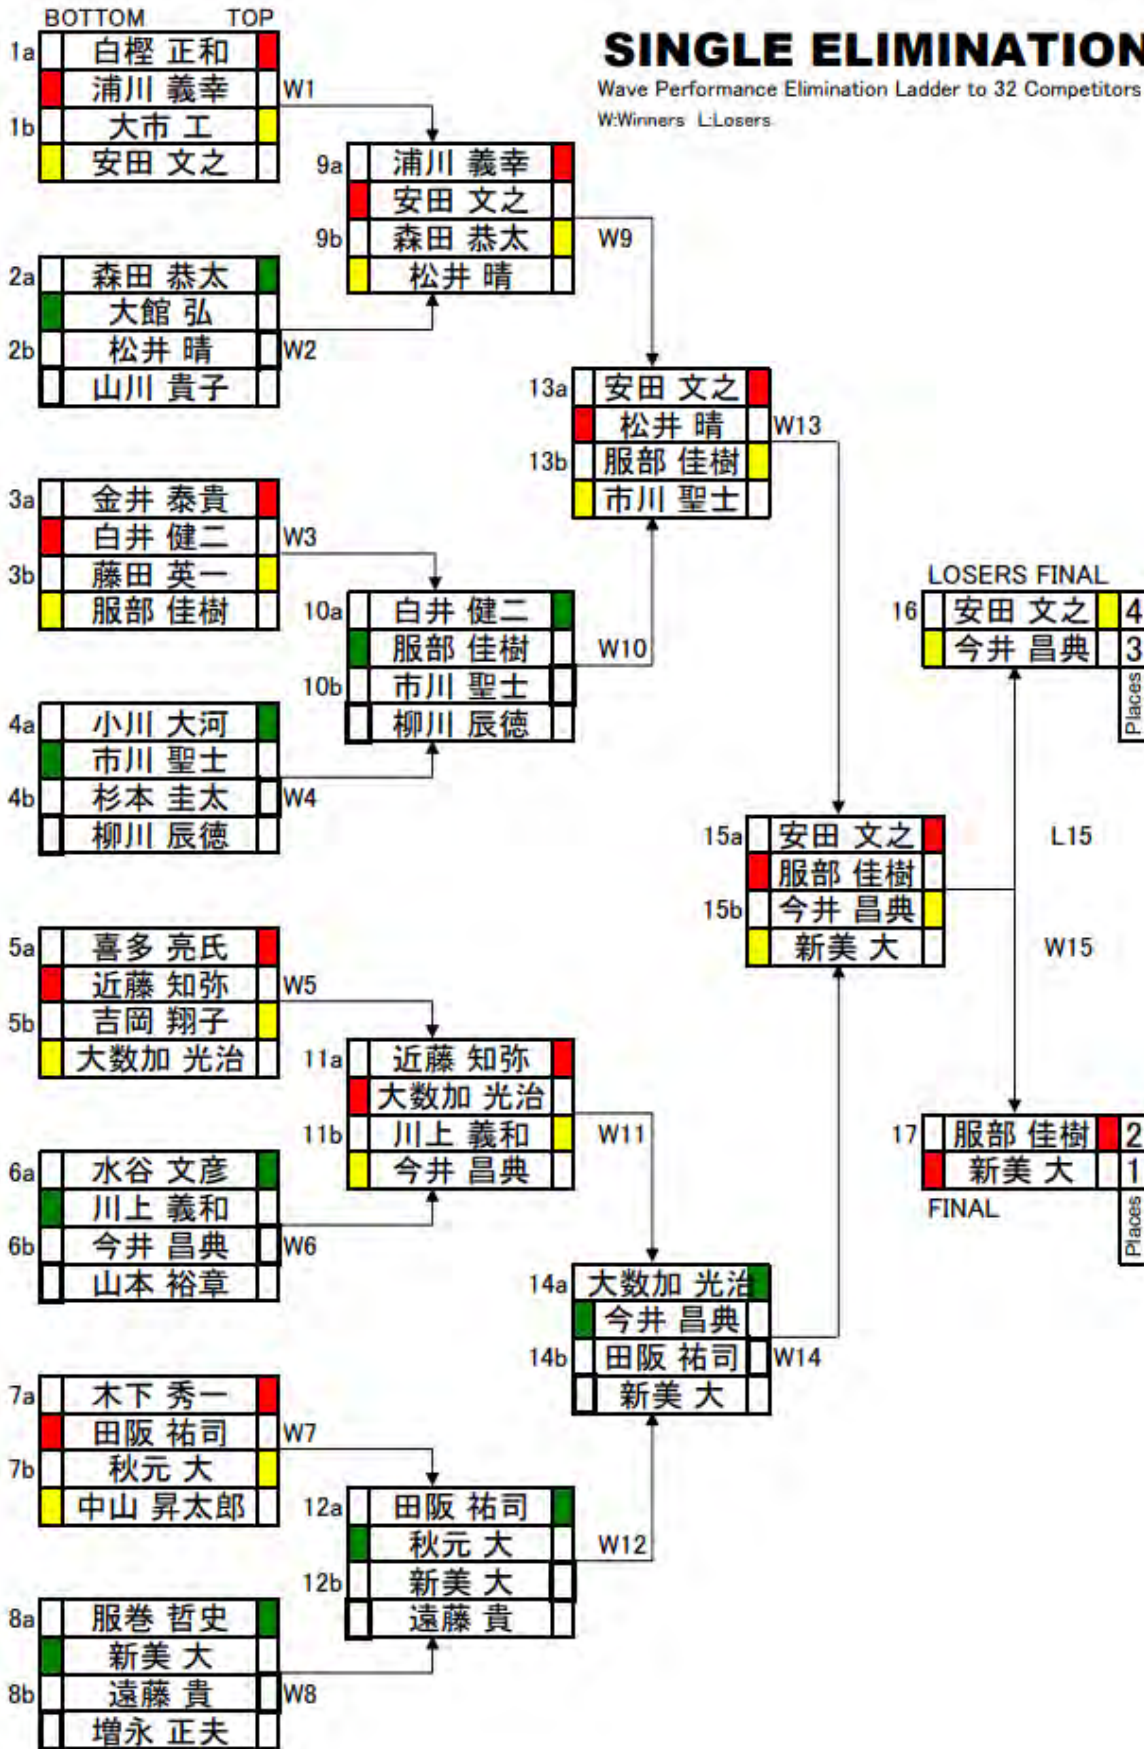 BOTTOM TOP
SINGLE ELIMINATION
Wave Performance Elimination Ladder to 32 Competitors
W:Winners L:Losers
1a 白樫 正和
浦川 義幸 W1
1b 大市 工
安田 文之
2a 森田 恭太
大館 弘
2b 松井 晴 W2
山川 貴子
3a 金井 泰貴
白井 健二 W3
3b 藤田 英一
服部 佳樹
4a 小川 大河
市川 聖士
4b 杉本 圭太 W4
柳川 辰徳
5a 喜多 亮氏
近藤 知弥 W5
5b 吉岡 翔子
大数加 光治
6a 水谷 文彦
川上 義和
6b 今井 昌典 W6
山本 裕章
7a 木下 秀一
田阪 祐司 W7
7b 秋元 大
中山 昇太郎
8a 服巻 哲史
新美 大
8b 遠藤 貴 W8
増永 正夫
9a 浦川 義幸
安田 文之
9b 森田 恭太 W9
松井 晴
10a 白井 健二
服部 佳樹 W10
10b 市川 聖士
柳川 辰徳
11a 近藤 知弥
大数加 光治
11b 川上 義和 W11
今井 昌典
12a 田阪 祐司
秋元 大 W12
12b 新美 大
遠藤 貴
13a 安田 文之
松井 晴 W13
13b 服部 佳樹
市川 聖士
14a 大数加 光治
今井 昌典
14b 田阪 祐司 W14
新美 大
15a 安田 文之 L15
服部 佳樹
15b 今井 昌典
新美 大 W15
LOSERS FINAL
16 安田 文之 4
今井 昌典 3
Places
17 服部 佳樹 2
新美 大 1
FINAL
Places